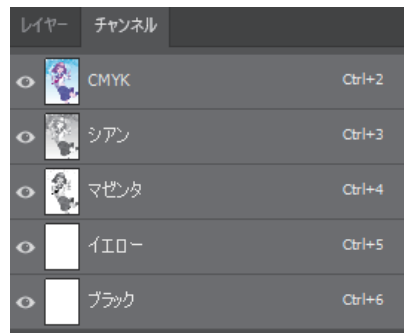 レイヤー チャンネル
CMYK Ctrl+2
シアン Ctrl+3
マゼンタ Ctrl+4
イエロー Ctrl+5
ブラック Ctrl+6